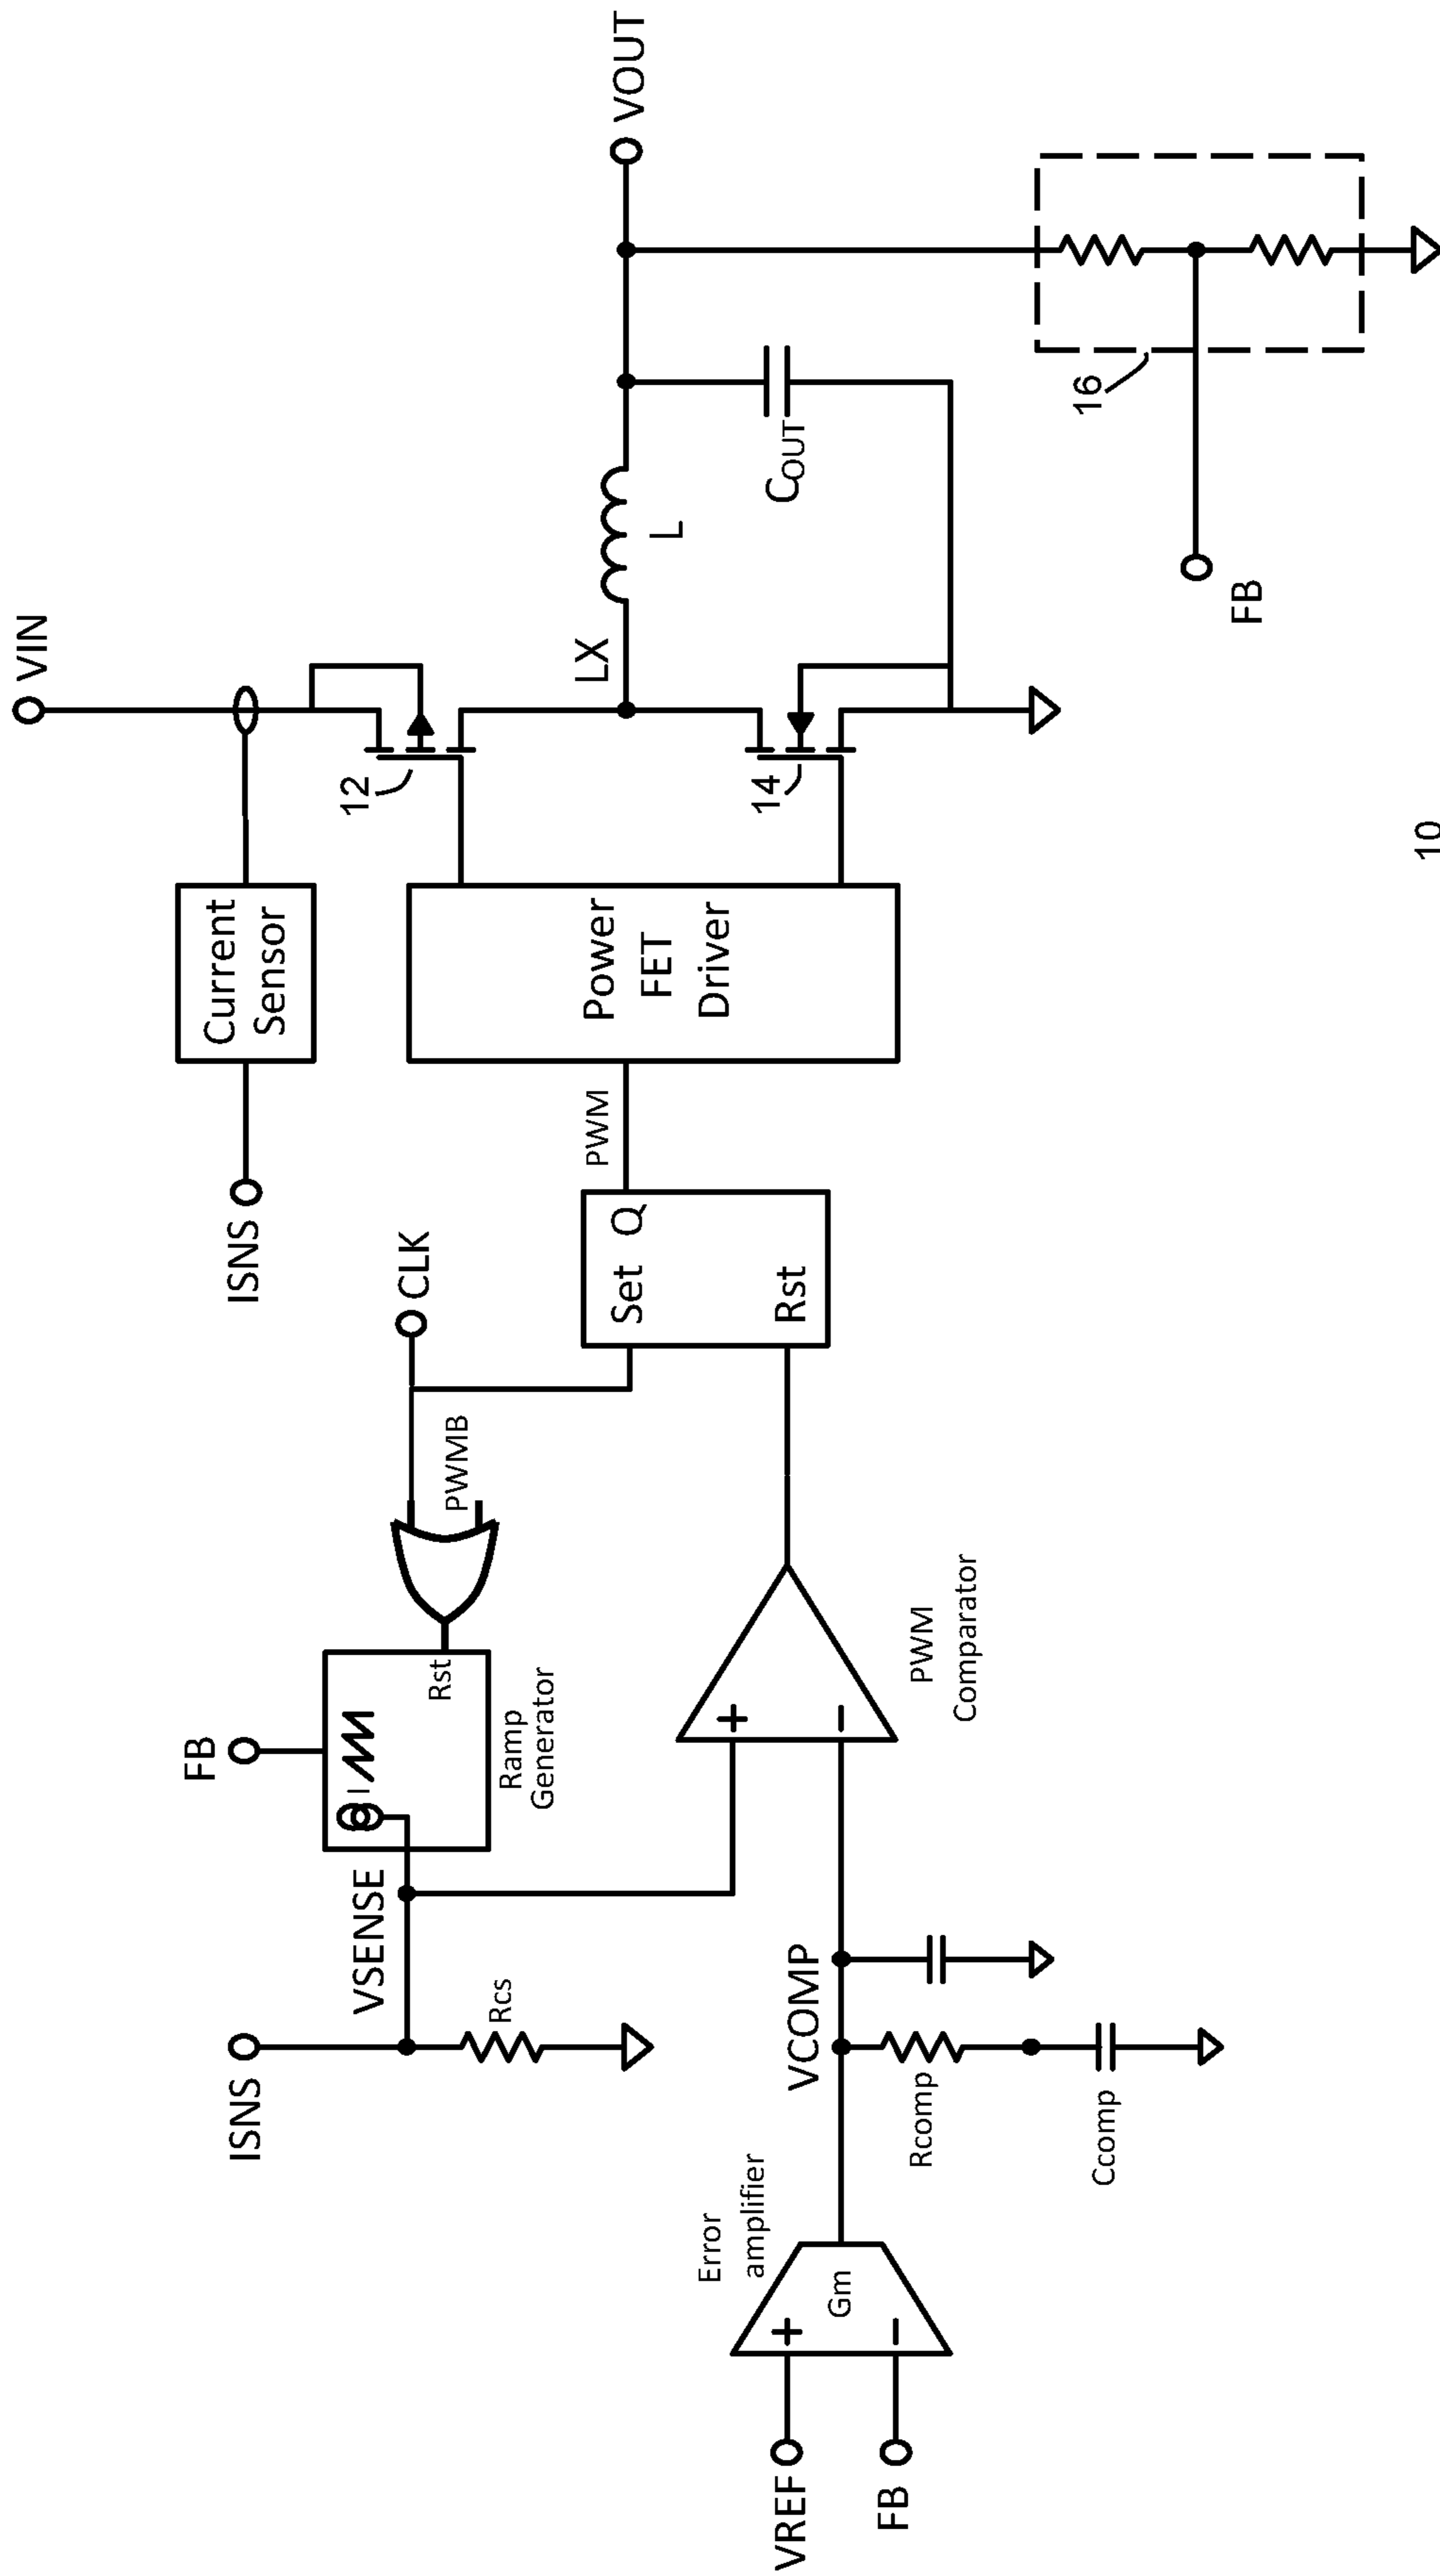 VIN
Current
Sensor
ISNS
12
LX
L
VOUT
COUT
14
16
FB
Power
FET
Driver
PWM
CLK
Set Q
Rst
PWMB
FB
I
Rst
Ramp
Generator
ISNS
VSENSE
Rcs
+
−
PWM
Comparator
VCOMP
Rcomp
Ccomp
Error
amplifier
Gm
+
−
VREF
FB
10